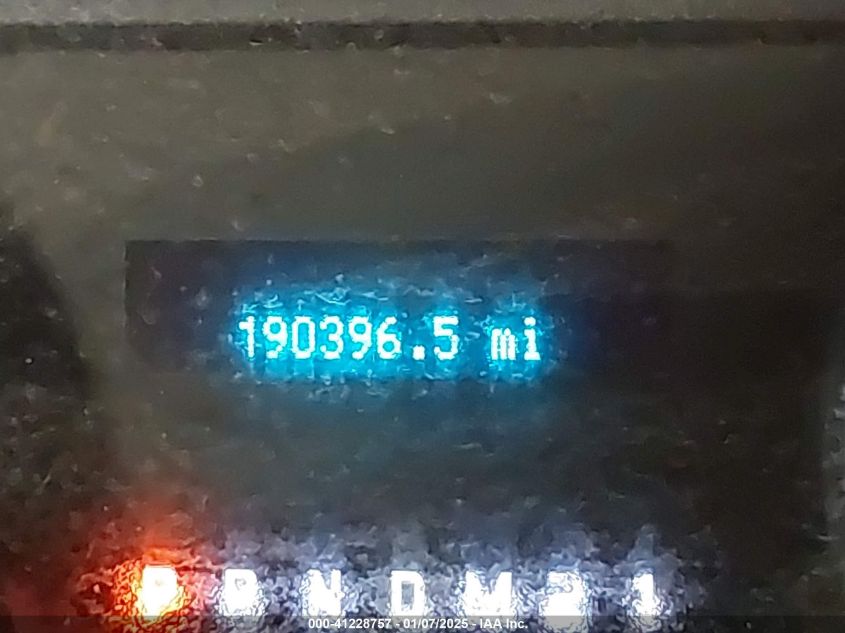 190396.5 mi
P R N D M 2 1
000-41228757 - 01/07/2025 - IAA Inc.